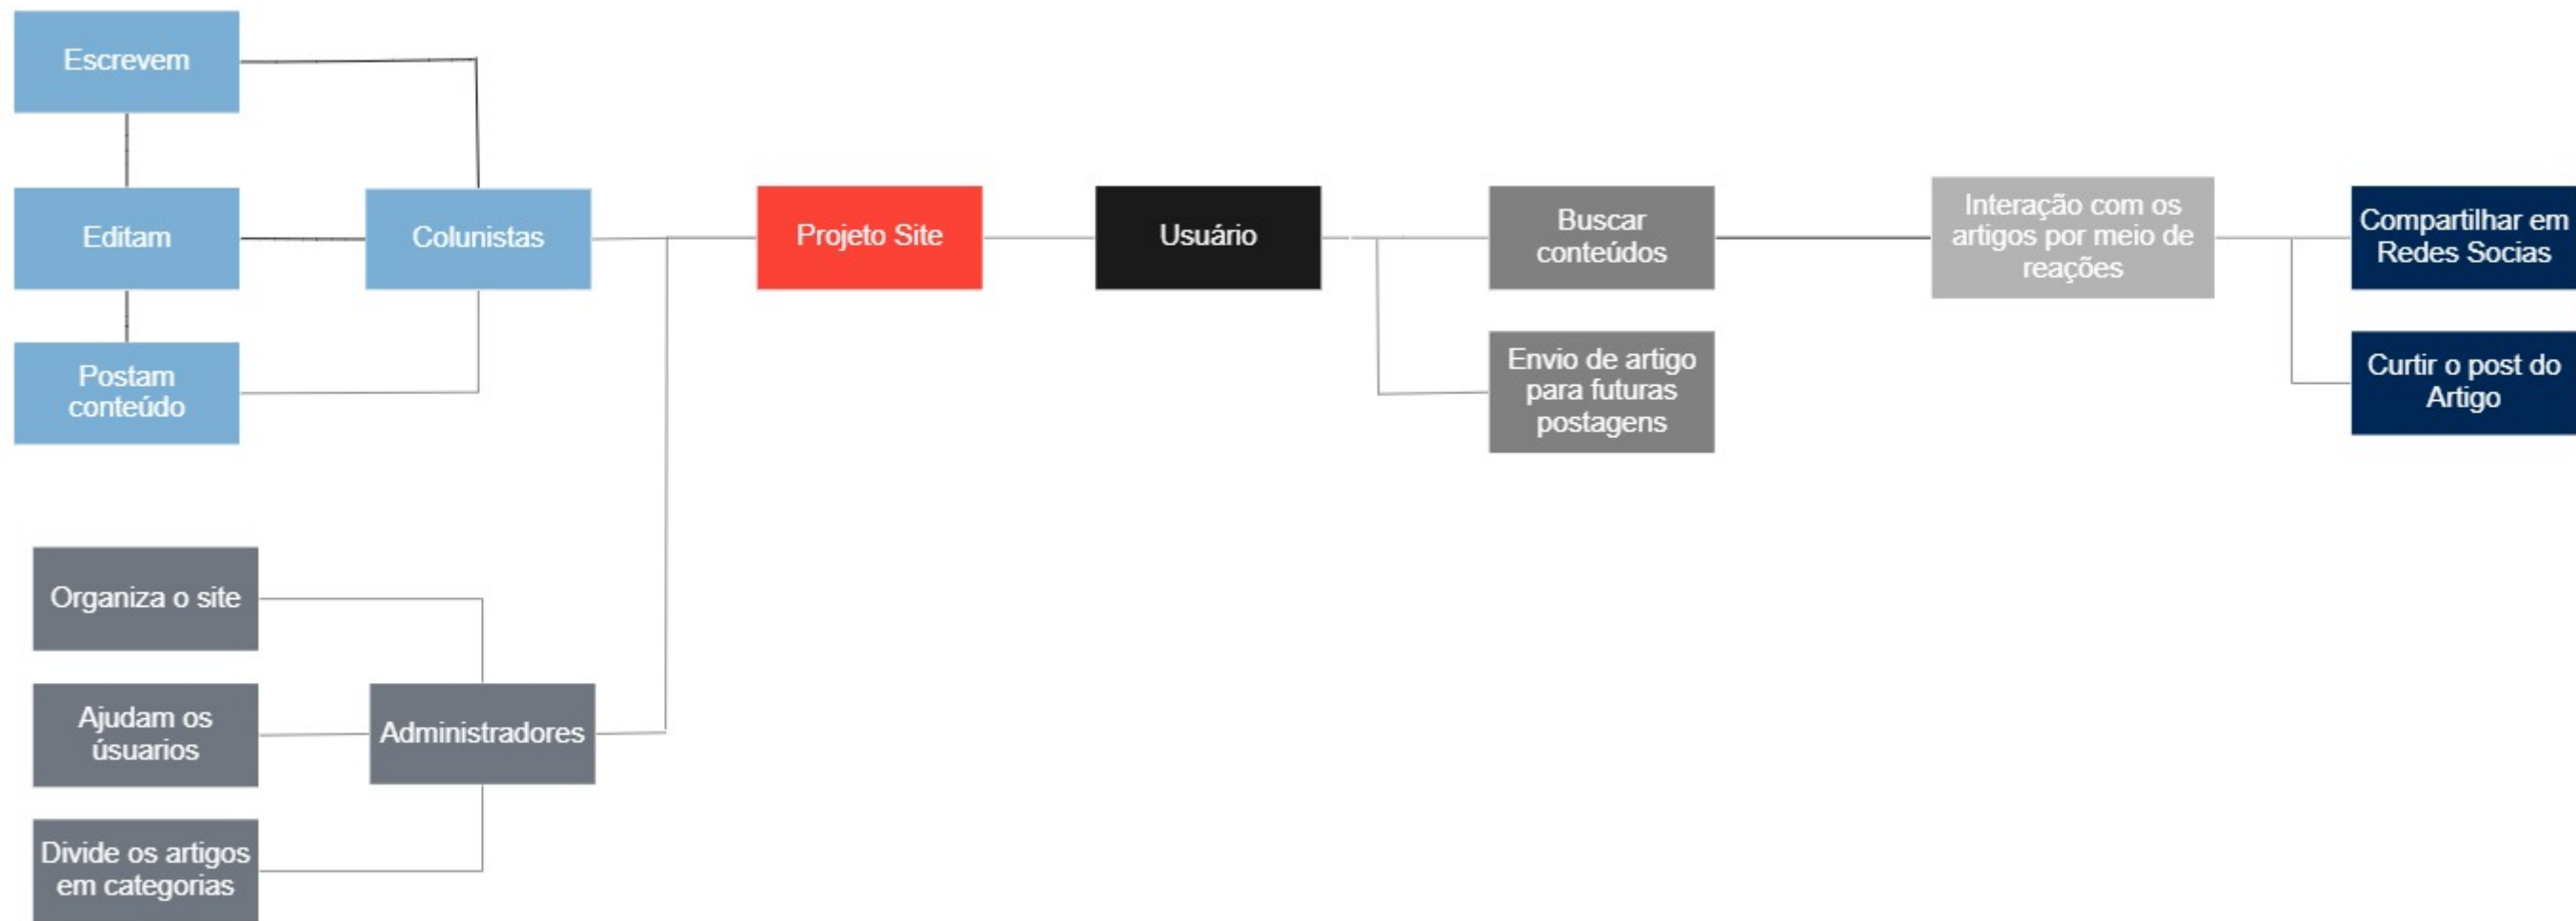 Escrevem
Editam
Postam
conteúdo
Colunistas
Projeto Site
Usuário
Buscar
conteúdos
Envio de artigo
para futuras
postagens
Interação com os
artigos por meio de
reações
Compartilhar em
Redes Socias
Curtir o post do
Artigo
Organiza o site
Ajudam os
úsuarios
Divide os artigos
em categorias
Administradores